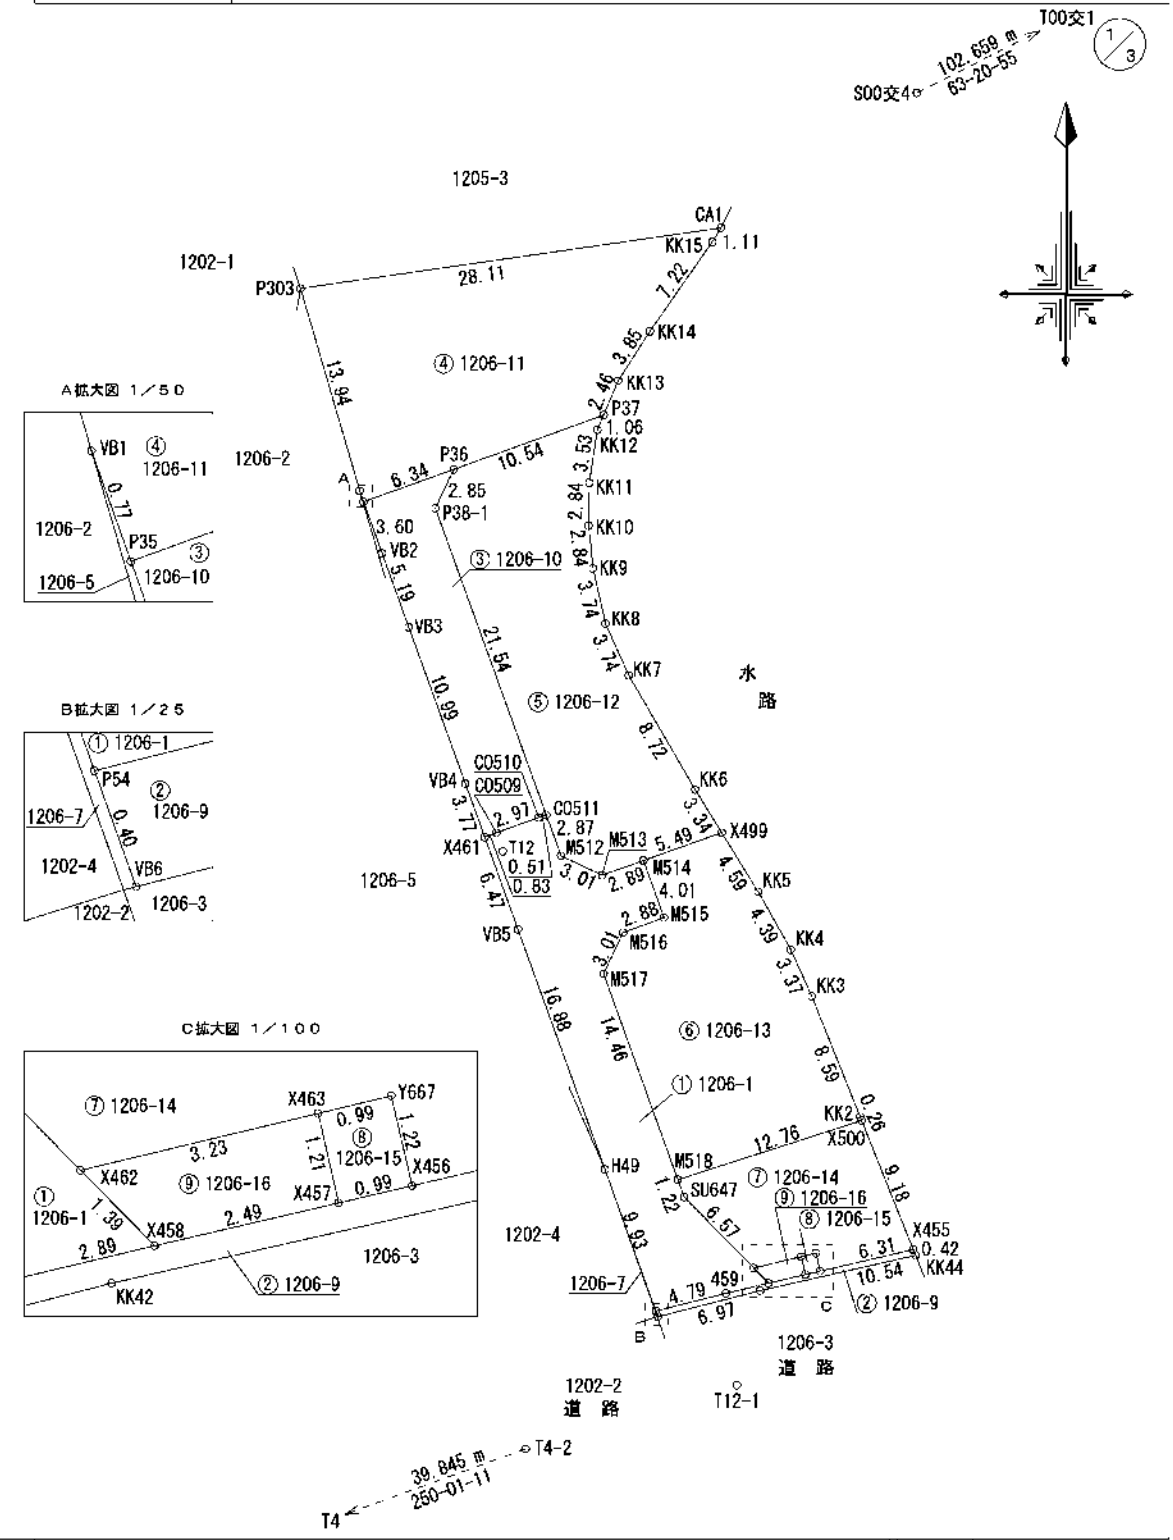 T00交1
1/3
102.659 m
63-20-55
S00交4
1205-3
CA1
KK15
1.11
1202-1
P303
28.11
7.22
KK14
④ 1206-11
3.85
KK13
13.94
2.46
P37
1.06
KK12
A拡大図 1/50
VB1
④
1206-11
0.77
1206-2
P35
③
1206-10
1206-5
1206-2
A
6.34
P36
10.54
3.53
KK11
2.85
P38-1
2.84
KK10
3.60
VB2
2.84
KK9
③ 1206-10
5.19
3.74
KK8
VB3
21.54
3.74
KK7
水路
10.99
⑤ 1206-12
8.72
B拡大図 1/25
① 1206-1
P54
②
1206-9
1206-7
0.40
1202-4
VB6
1202-2
1206-3
CO510
CO509
VB4
KK6
3.77
2.97
CO511
2.87
3.34
X499
X461
T12
M512
M513
5.49
0.51
0.83
3.01
2.89
M514
4.59
KK5
1206-5
6.47
4.01
2.88
M515
4.39
VB5
M516
KK4
3.01
M517
3.37
KK3
16.88
14.46
⑥ 1206-13
8.59
① 1206-1
KK2
0.26
X500
12.76
M518
H49
1.22
SU647
⑦ 1206-14
9.18
⑨ 1206-16
⑧ 1206-15
6.57
X455
6.31
0.42
KK44
10.54
1202-4
9.93
1206-7
4.79
459
6.97
B
C
② 1206-9
C拡大図 1/100
⑦ 1206-14
X463
Y667
0.99
3.23
1.21
⑧
1206-15
1.22
X462
X456
⑨ 1206-16
X457
0.99
①
1206-1
1.39
X458
2.49
2.89
1206-3
KK42
② 1206-9
1206-3
道路
1202-2
道路
T12-1
T4-2
39.845 m
250-01-11
T4